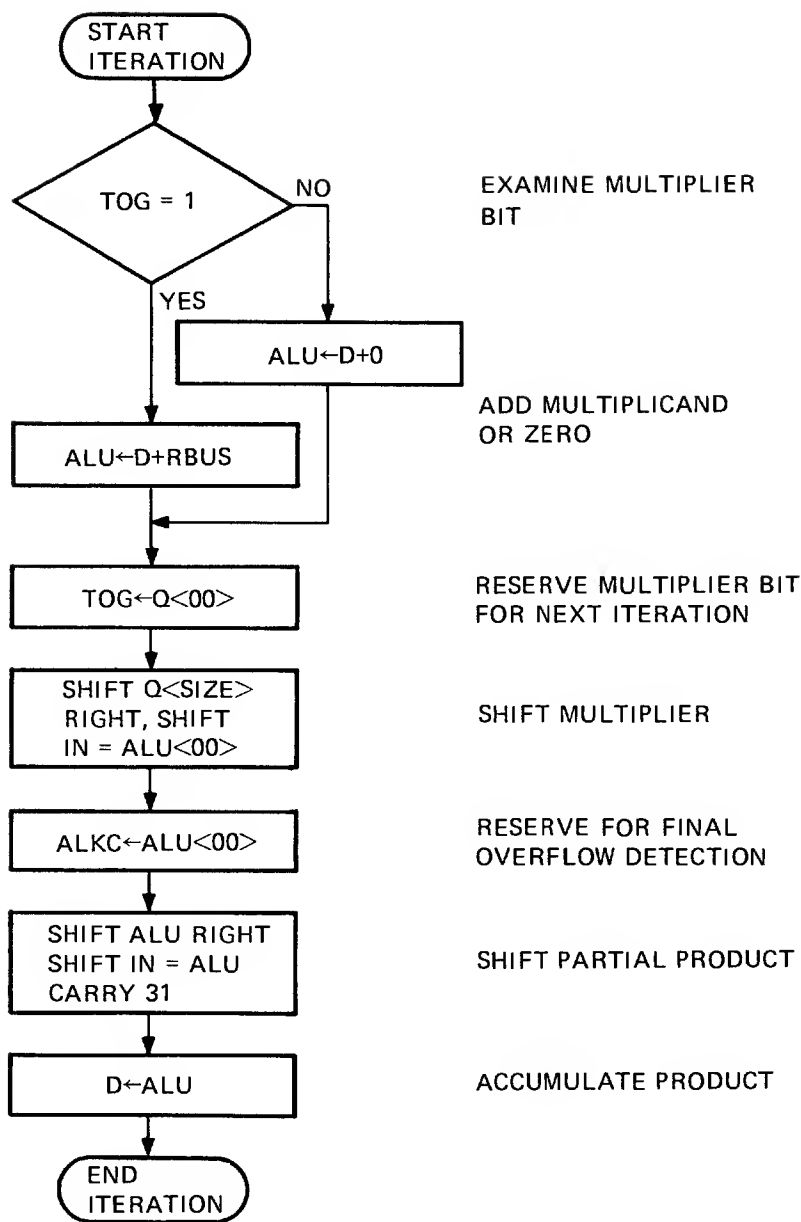 START
ITERATION
TOG = 1
NO
EXAMINE MULTIPLIER
BIT
YES
ALU←D+0
ADD MULTIPLICAND
OR ZERO
ALU←D+RBUS
TOG←Q<00>
RESERVE MULTIPLIER BIT
FOR NEXT ITERATION
SHIFT Q<SIZE>
RIGHT, SHIFT
IN = ALU<00>
SHIFT MULTIPLIER
ALKC←ALU<00>
RESERVE FOR FINAL
OVERFLOW DETECTION
SHIFT ALU RIGHT
SHIFT IN = ALU
CARRY 31
SHIFT PARTIAL PRODUCT
D←ALU
ACCUMULATE PRODUCT
END
ITERATION